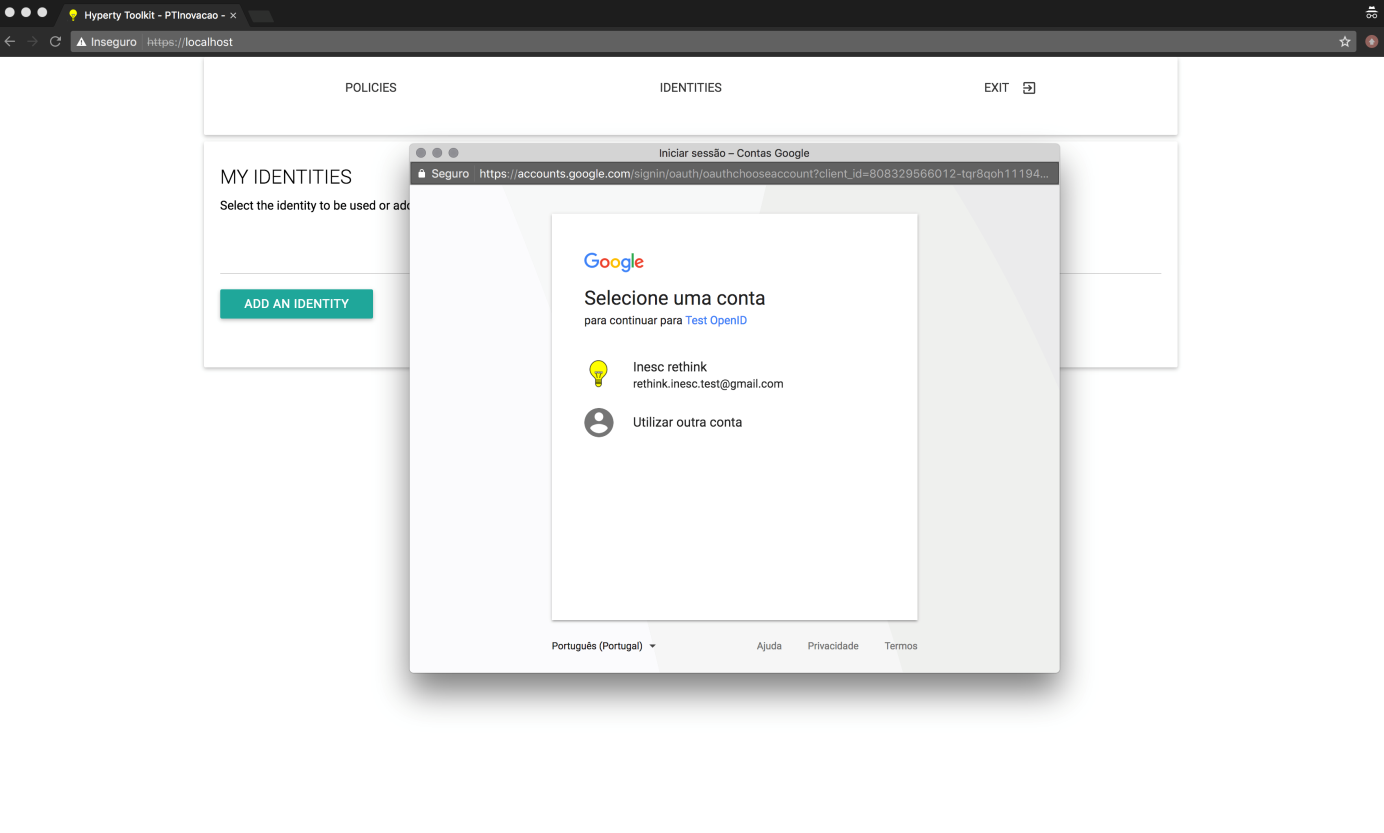 Hyperty Toolkit - PTInovacao -
Inseguro https://localhost
POLICIES IDENTITIES EXIT
MY IDENTITIES
Select the identity to be used or add
ADD AN IDENTITY
Iniciar sessão – Contas Google
Seguro https://accounts.google.com/signin/oauth/oauthchooseaccount?client_id=808329566012-tqr8qoh11194...
Google
Selecione uma conta
para continuar para Test OpenID
Inesc rethink
rethink.inesc.test@gmail.com
Utilizar outra conta
Português (Portugal) Ajuda Privacidade Termos